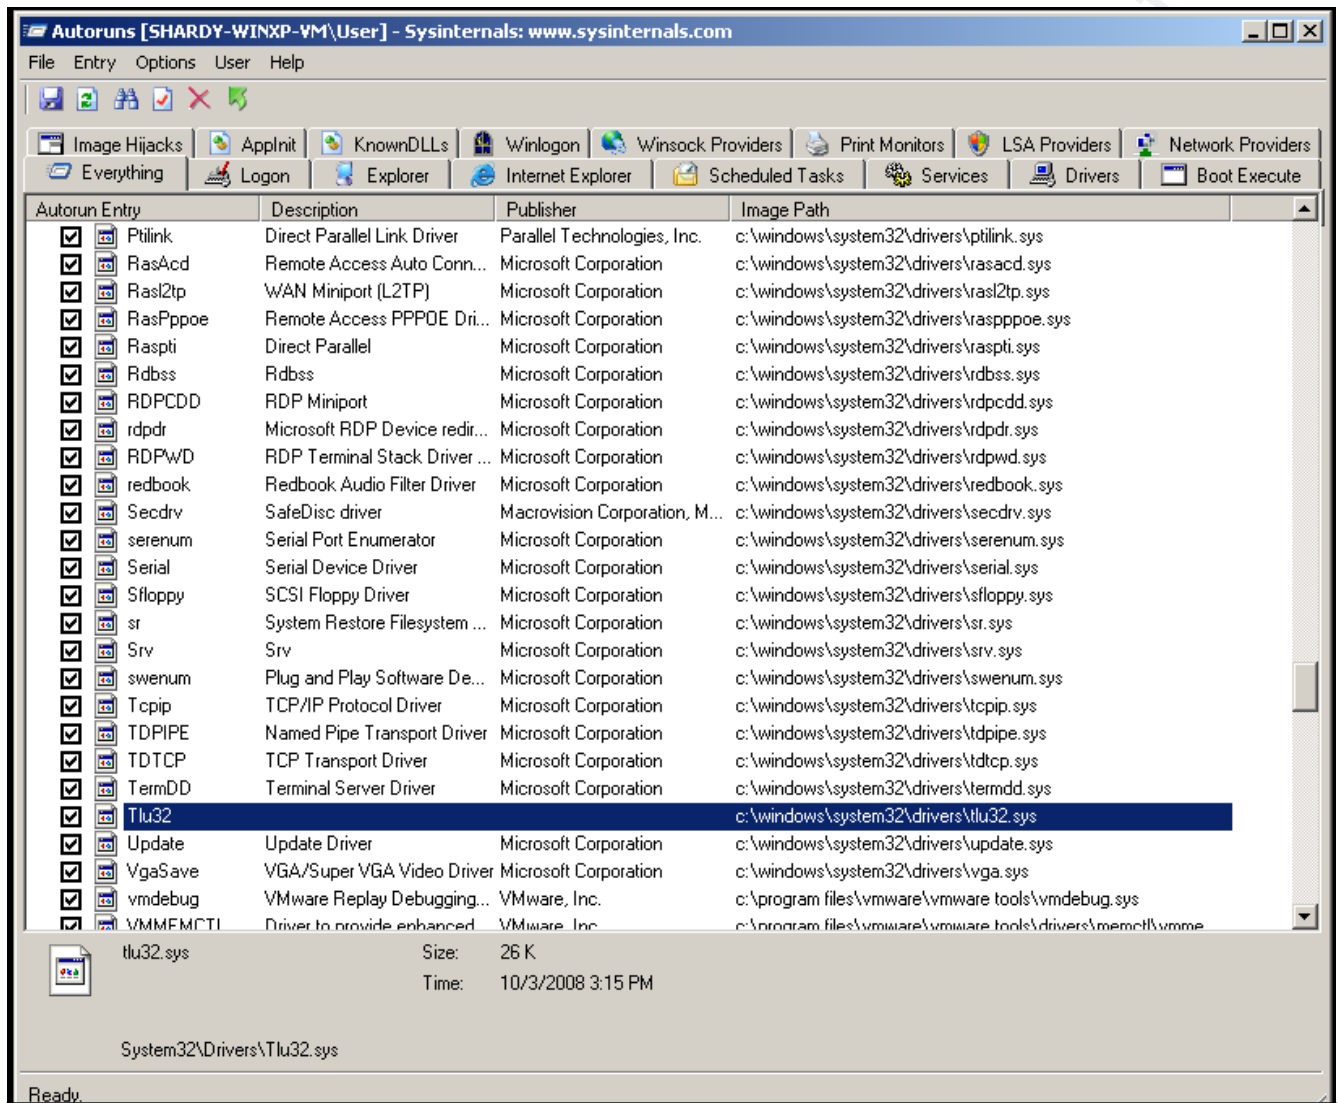 Autoruns [SHARDY-WINXP-VM\User] - Sysinternals: www.sysinternals.com
File Entry Options User Help
Image Hijacks AppInit KnownDLLs Winlogon Winsock Providers Print Monitors LSA Providers Network Providers
Everything Logon Explorer Internet Explorer Scheduled Tasks Services Drivers Boot Execute
Autorun Entry Description Publisher Image Path
Ptilink Direct Parallel Link Driver Parallel Technologies, Inc. c:\windows\system32\drivers\ptilink.sys
RasAcd Remote Access Auto Conn... Microsoft Corporation c:\windows\system32\drivers\rasacd.sys
Rasl2tp WAN Miniport (L2TP) Microsoft Corporation c:\windows\system32\drivers\rasl2tp.sys
RasPppoe Remote Access PPPOE Dri... Microsoft Corporation c:\windows\system32\drivers\raspppoe.sys
Raspti Direct Parallel Microsoft Corporation c:\windows\system32\drivers\raspti.sys
Rdbss Rdbss Microsoft Corporation c:\windows\system32\drivers\rdbss.sys
RDPCDD RDP Miniport Microsoft Corporation c:\windows\system32\drivers\rdpcdd.sys
rdpdr Microsoft RDP Device redir... Microsoft Corporation c:\windows\system32\drivers\rdpdr.sys
RDPWD RDP Terminal Stack Driver ... Microsoft Corporation c:\windows\system32\drivers\rdpwd.sys
redbook Redbook Audio Filter Driver Microsoft Corporation c:\windows\system32\drivers\redbook.sys
Secdrv SafeDisc driver Macrovision Corporation, M... c:\windows\system32\drivers\secdrv.sys
serenum Serial Port Enumerator Microsoft Corporation c:\windows\system32\drivers\serenum.sys
Serial Serial Device Driver Microsoft Corporation c:\windows\system32\drivers\serial.sys
Sfloppy SCSI Floppy Driver Microsoft Corporation c:\windows\system32\drivers\sfloppy.sys
sr System Restore Filesystem ... Microsoft Corporation c:\windows\system32\drivers\sr.sys
Srv Srv Microsoft Corporation c:\windows\system32\drivers\srv.sys
swenum Plug and Play Software De... Microsoft Corporation c:\windows\system32\drivers\swenum.sys
Tcpip TCP/IP Protocol Driver Microsoft Corporation c:\windows\system32\drivers\tcpip.sys
TDPIPE Named Pipe Transport Driver Microsoft Corporation c:\windows\system32\drivers\tdpipe.sys
TDTCP TCP Transport Driver Microsoft Corporation c:\windows\system32\drivers\tdtcp.sys
TermDD Terminal Server Driver Microsoft Corporation c:\windows\system32\drivers\termdd.sys
Tlu32 c:\windows\system32\drivers\tlu32.sys
Update Update Driver Microsoft Corporation c:\windows\system32\drivers\update.sys
VgaSave VGA/Super VGA Video Driver Microsoft Corporation c:\windows\system32\drivers\vga.sys
vmdebug VMware Replay Debugging... VMware, Inc. c:\program files\vmware\vmware tools\vmdebug.sys
VMMEMCTL Driver to provide enhanced VMware, Inc. c:\program files\vmware\vmware tools\drivers\memctl\vmme
tlu32.sys Size: 26 K
Time: 10/3/2008 3:15 PM
System32\Drivers\Tlu32.sys
Ready.